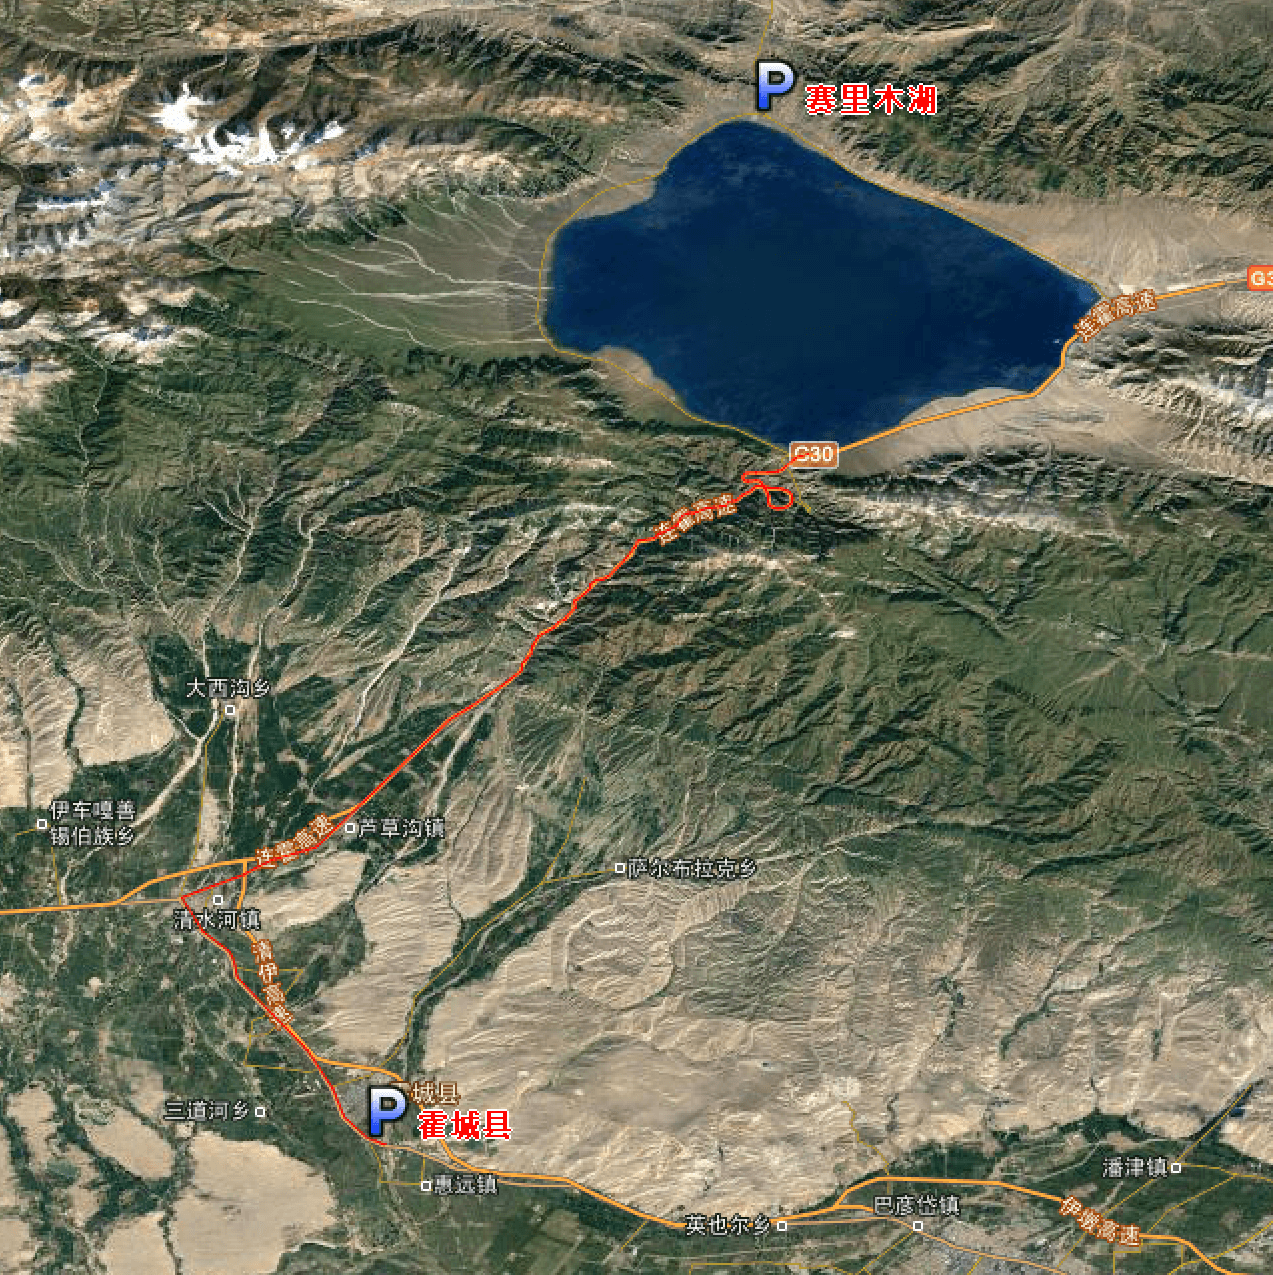 P
赛里木湖
G3
连霍高速
G30
连霍高速
大西沟乡
伊车嘎善
锡伯族乡
连霍高速
芦草沟镇
萨尔布拉克乡
清水河镇
清伊高速
城县
P
霍城县
三道河乡
惠远镇
潘津镇
巴彦岱镇
英也尔乡
伊墩高速